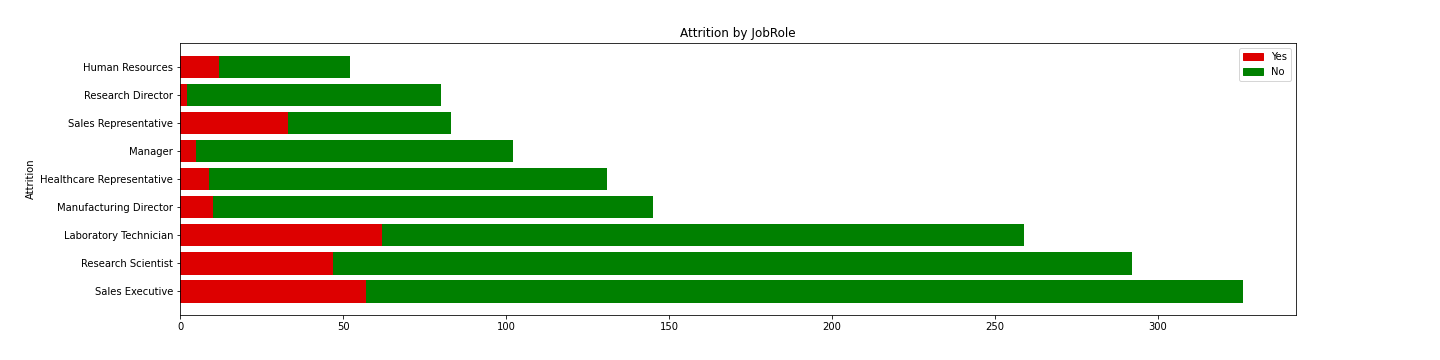 Attrition by JobRole
Yes
No
Human Resources
Research Director
Sales Representative
Manager
Healthcare Representative
Manufacturing Director
Laboratory Technician
Research Scientist
Sales Executive
Attrition
0 50 100 150 200 250 300